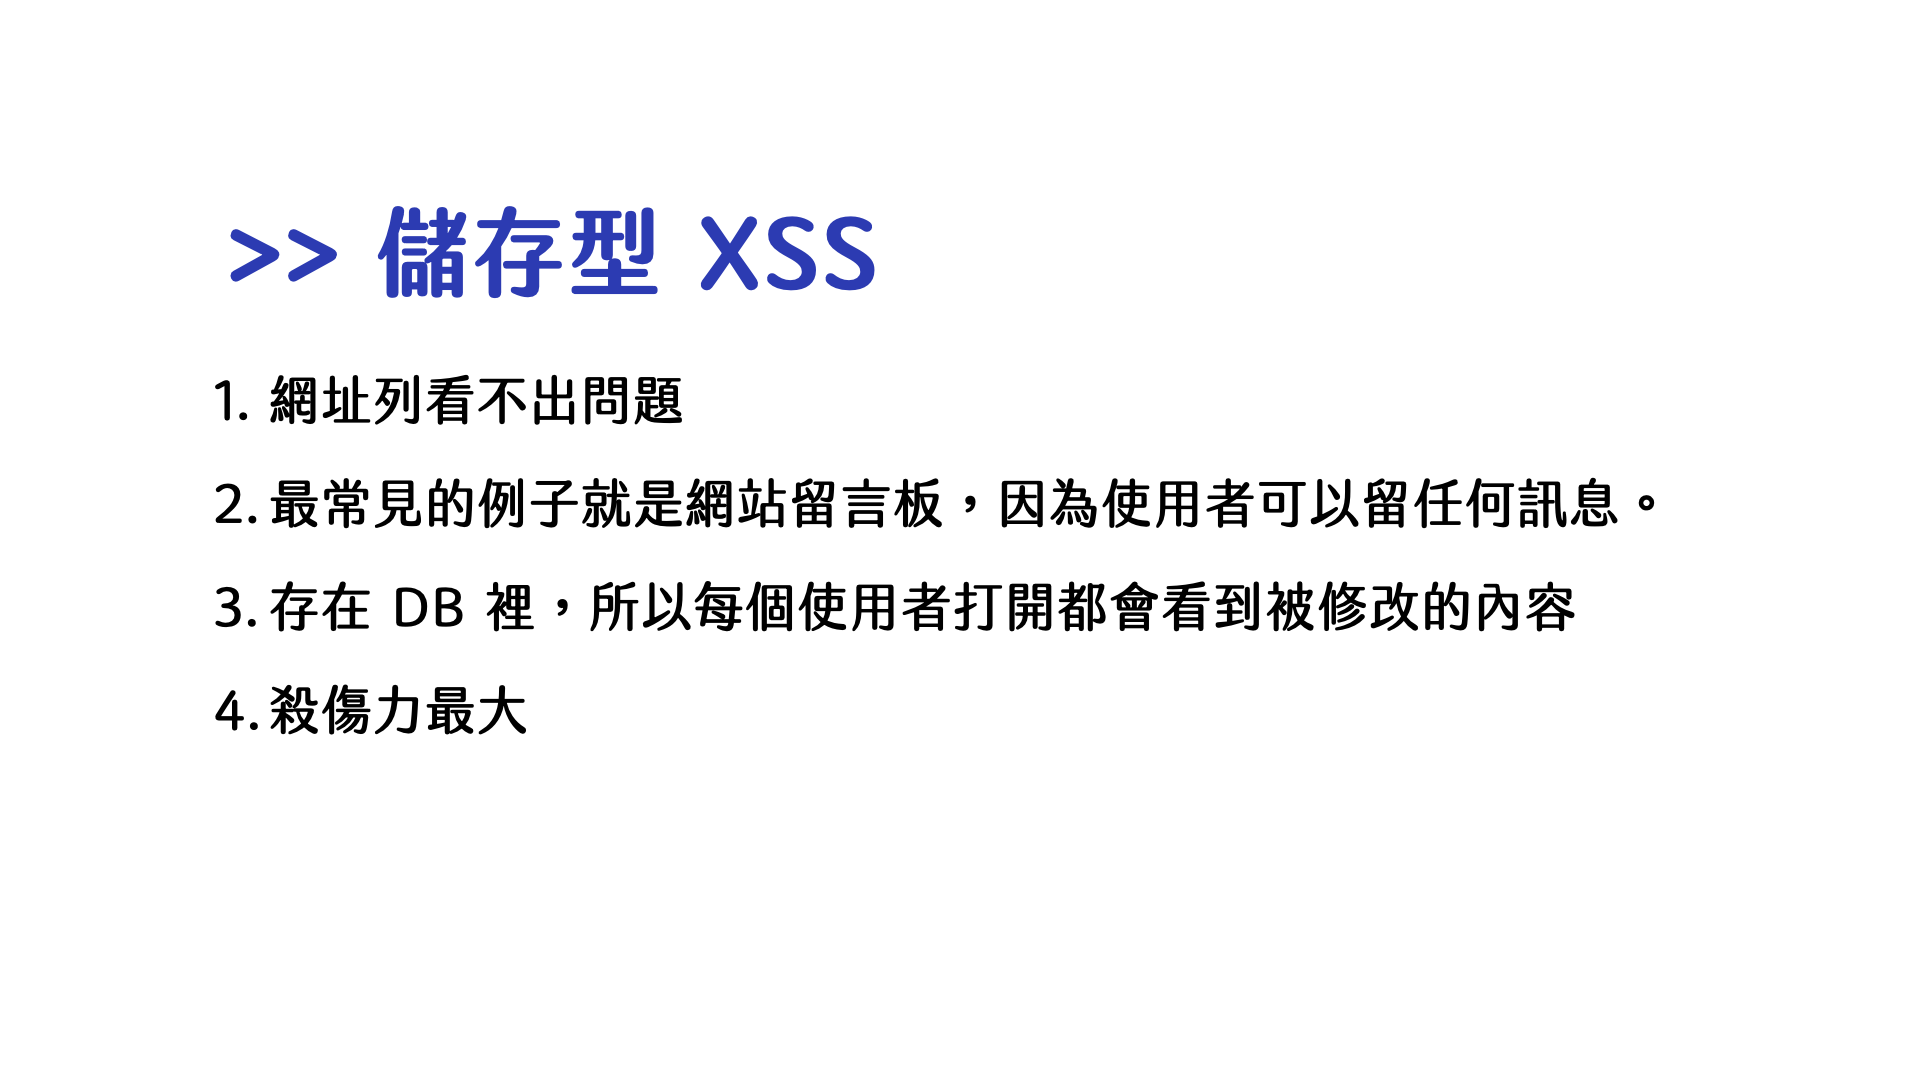 >> 儲存型 XSS
1. 網址列看不出問題
2. 最常見的例子就是網站留言板，因為使用者可以留任何訊息。
3. 存在 DB 裡，所以每個使用者打開都會看到被修改的內容
4. 殺傷力最大